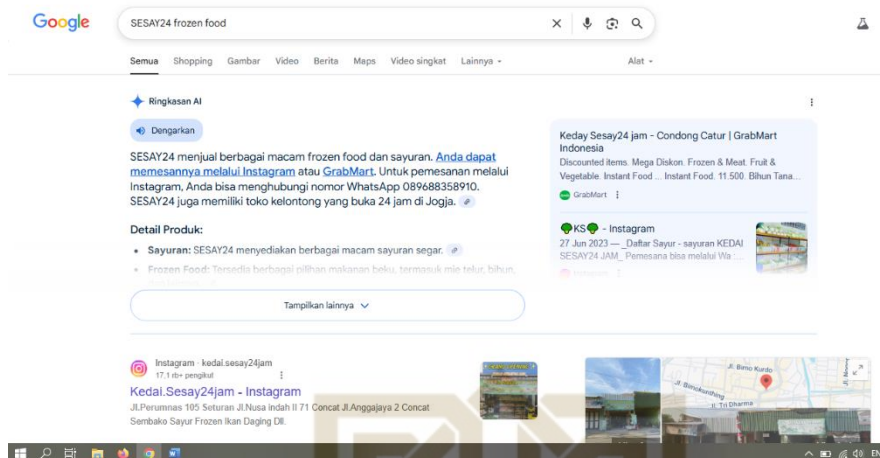 Google
SESAY24 frozen food
Semua Shopping Gambar Video Berita Maps Video singkat Lainnya
Alat
Ringkasan AI
Dengarkan
SESAY24 menjual berbagai macam frozen food dan sayuran. Anda dapat
memesannya melalui Instagram atau GrabMart. Untuk pemesanan melalui
Instagram, Anda bisa menghubungi nomor WhatsApp 089688358910.
SESAY24 juga memiliki toko kelontong yang buka 24 jam di Jogja.
Detail Produk:
• Sayuran: SESAY24 menyediakan berbagai macam sayuran segar.
• Frozen Food: Tersedia berbagai pilihan makanan beku, termasuk mie telur, bihun,
Tampilkan lainnya
Keday Sesay24 jam - Condong Catur | GrabMart
Indonesia
Discounted items. Mega Diskon. Frozen & Meat. Fruit &
Vegetable. Instant Food ... Instant Food. 11.500. Bihun Tana...
GrabMart
🥦KS🥦 - Instagram
27 Jun 2023 — _Daftar Sayur - sayuran KEDAI
SESAY24 JAM_ Pemesana bisa melalui Wa :...
Instagram · kedai.sesay24jam
17,1 rb+ pengikut
Kedai.Sesay24jam - Instagram
Jl.Perumnas 105 Seturan Jl.Nusa indah II 71 Concat Jl.Anggajaya 2 Concat
Sembako Sayur Frozen Ikan Daging Dll.
Jl. Bimo Kurdo
Jl. Bimokunthing
Jl. Tri Dharma
EN